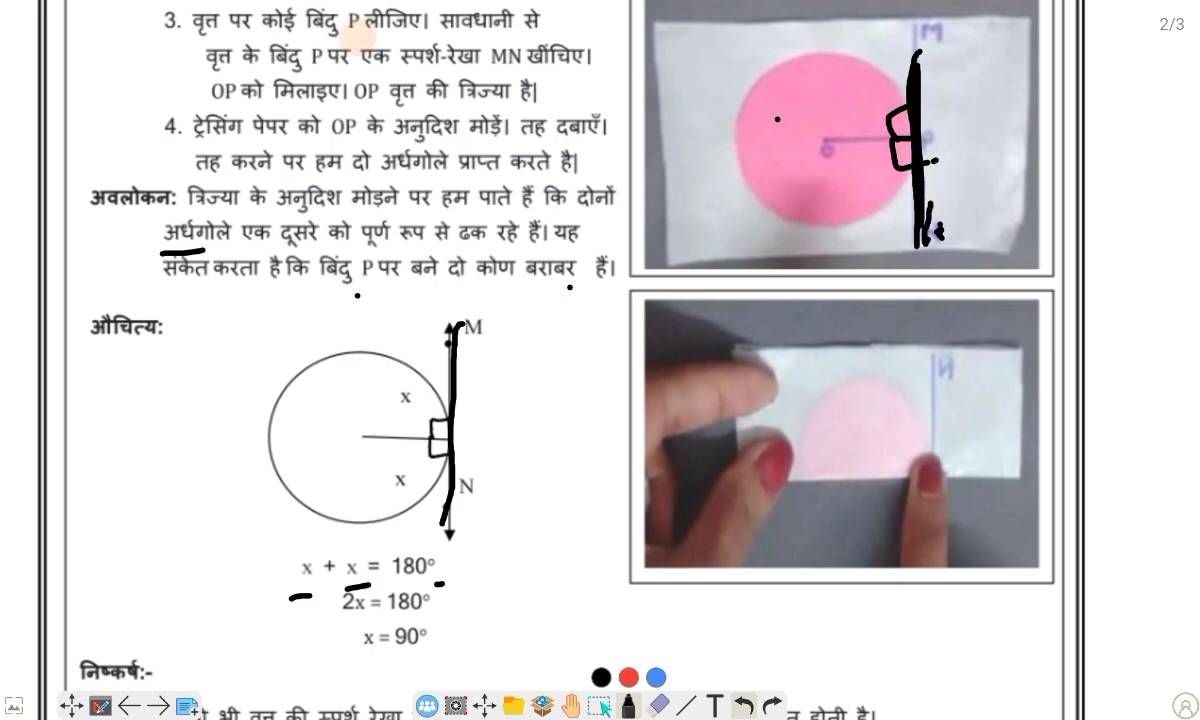 2/3
3. वृत्त पर कोई बिंदु P लीजिए। सावधानी से
वृत्त के बिंदु P पर एक स्पर्श-रेखा MN खींचिए।
OP को मिलाइए। OP वृत्त की त्रिज्या है|
4. ट्रेसिंग पेपर को OP के अनुदिश मोड़ें। तह दबाएँ।
तह करने पर हम दो अर्धगोले प्राप्त करते है|
अवलोकन: त्रिज्या के अनुदिश मोड़ने पर हम पाते हैं कि दोनों
अर्धगोले एक दूसरे को पूर्ण रूप से ढक रहे हैं। यह
संकेत करता है कि बिंदु P पर बने दो कोण बराबर हैं।
M
O
P
औचित्य:
M
x
x
N
M
x + x = 180°
2x = 180°
x = 90°
निष्कर्ष:-
भी वृत्त की स्पर्श रेखा
होती है।